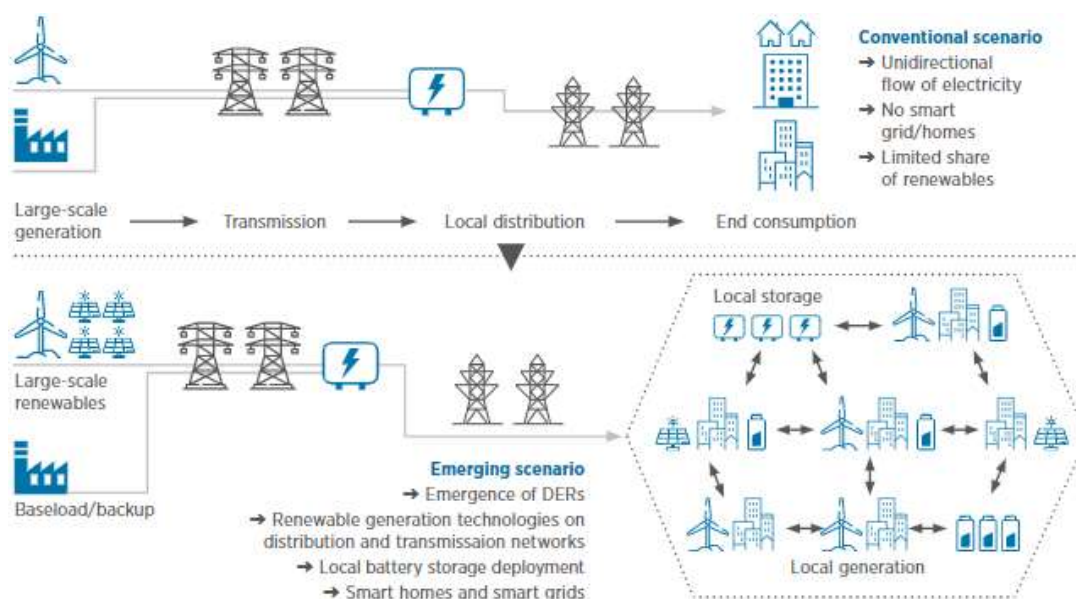 Conventional scenario
→ Unidirectional
flow of electricity
→ No smart
grid/homes
→ Limited share
of renewables
Large-scale
generation
Transmission
Local distribution
End consumption
Local storage
Large-scale
renewables
Baseload/backup
Emerging scenario
→ Emergence of DERs
→ Renewable generation technologies on
distribution and transmissaion networks
→ Local battery storage deployment
→ Smart homes and smart grids
Local generation